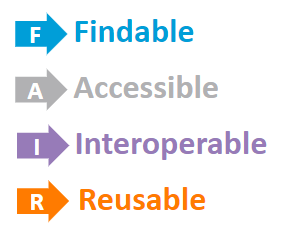 F Findable
A Accessible
I Interoperable
R Reusable